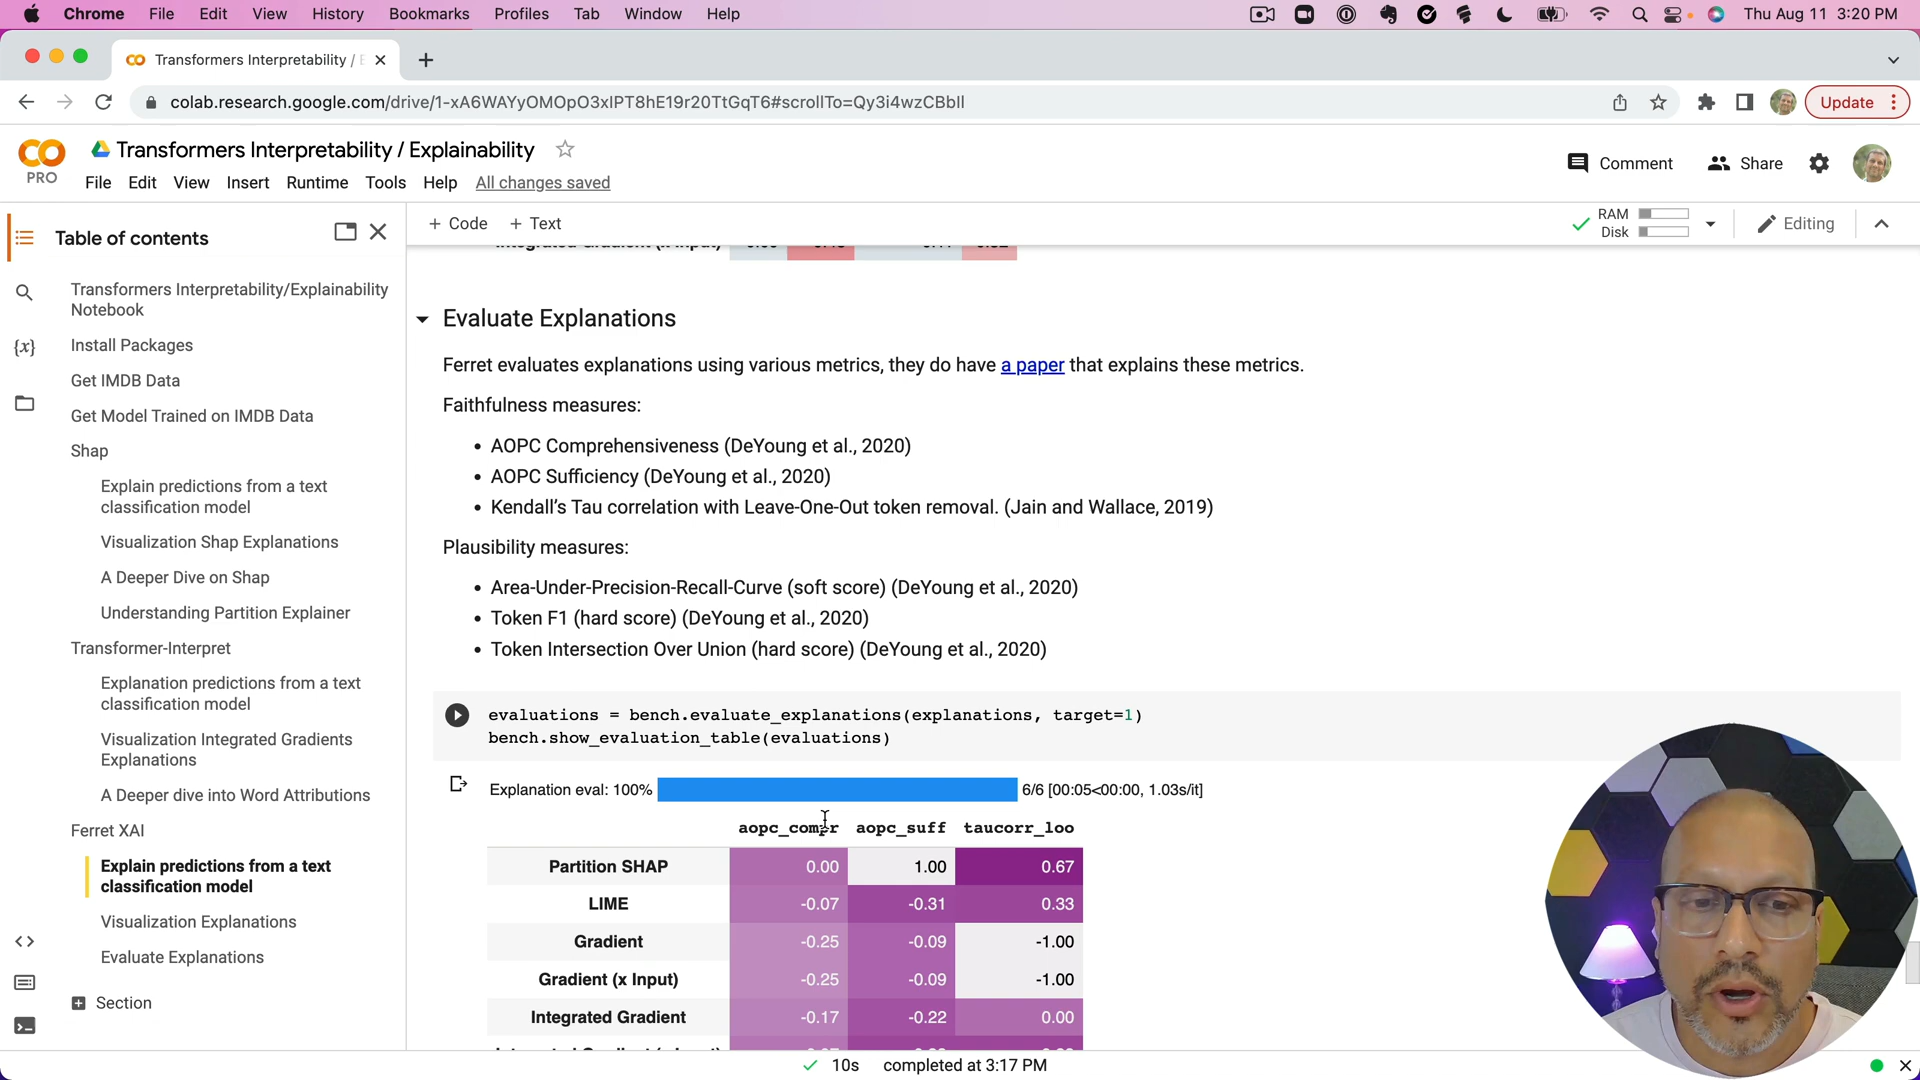 Chrome File Edit View History Bookmarks Profiles Tab Window Help Thu Aug 11 3:20 PM
Transformers Interpretability / E
colab.research.google.com/drive/1-xA6WAYyOMOpO3xIPT8hE19r20TtGqT6#scrollTo=Qy3i4wzCBbIl
Update
PRO
Transformers Interpretability / Explainability
Comment Share
File Edit View Insert Runtime Tools Help All changes saved
Table of contents
Transformers Interpretability/Explainability
Notebook
Install Packages
Get IMDB Data
Get Model Trained on IMDB Data
Shap
Explain predictions from a text
classification model
Visualization Shap Explanations
A Deeper Dive on Shap
Understanding Partition Explainer
Transformer-Interpret
Explanation predictions from a text
classification model
Visualization Integrated Gradients
Explanations
A Deeper dive into Word Attributions
Ferret XAI
Explain predictions from a text
classification model
Visualization Explanations
Evaluate Explanations
Section
+ Code + Text
RAM
Disk
Editing
Evaluate Explanations
Ferret evaluates explanations using various metrics, they do have a paper that explains these metrics.
Faithfulness measures:
• AOPC Comprehensiveness (DeYoung et al., 2020)
• AOPC Sufficiency (DeYoung et al., 2020)
• Kendall's Tau correlation with Leave-One-Out token removal. (Jain and Wallace, 2019)
Plausibility measures:
• Area-Under-Precision-Recall-Curve (soft score) (DeYoung et al., 2020)
• Token F1 (hard score) (DeYoung et al., 2020)
• Token Intersection Over Union (hard score) (DeYoung et al., 2020)
evaluations = bench.evaluate_explanations(explanations, target=1)
bench.show_evaluation_table(evaluations)
Explanation eval: 100% 6/6 [00:05<00:00, 1.03s/it]
aopc_compr aopc_suff taucorr_loo
Partition SHAP 0.00 1.00 0.67
LIME -0.07 -0.31 0.33
Gradient -0.25 -0.09 -1.00
Gradient (x Input) -0.25 -0.09 -1.00
Integrated Gradient -0.17 -0.22 0.00
10s completed at 3:17 PM